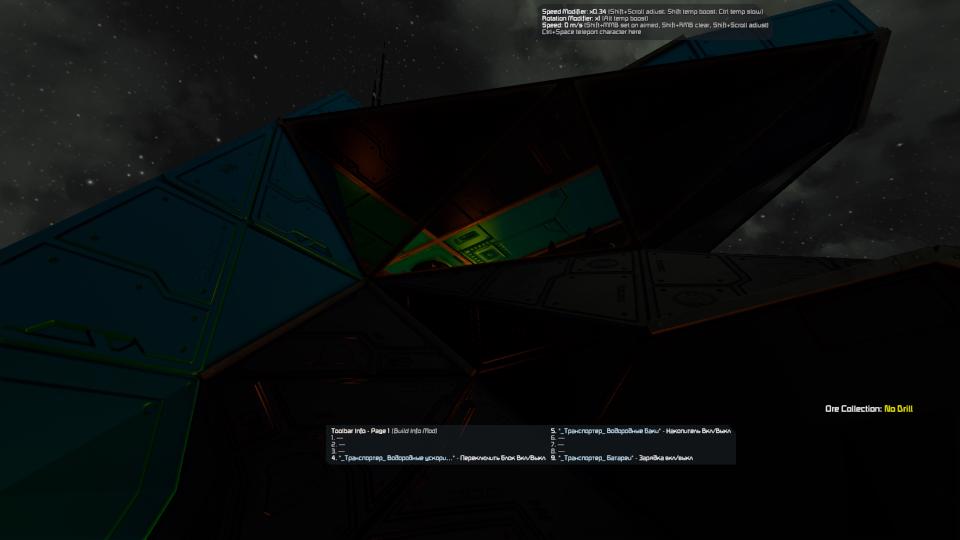 Speed Modifier: x0.34 (Shift+Scroll adjust, Shift temp boost, Ctrl temp slow)
Rotation Modifier: x1 (Alt temp boost)
Speed: 0 m/s (Shift+MMB set on aimed, Shift+RMB clear, Shift+Scroll adjust)
Ctrl+Space teleport character here
Ore Collection: No Drill
Toolbar Info - Page 1 (Build Info Mod)
1. —
2. —
3. —
4. "_Транспортер_ Водородные ускори..." - Переключить Блок Вкл/Выкл
5. "_Транспортер_ Водородные Баки" - Накопитель Вкл/Выкл
6. —
7. —
8. —
9. "_Транспортер_ Батареи" - Зарядка вкл/выкл